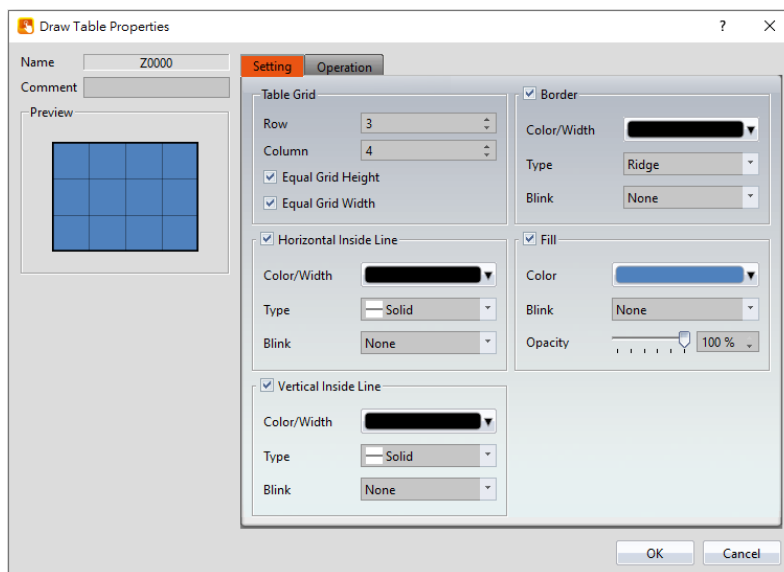 Draw Table Properties
Name Z0000
Comment
Preview
Setting Operation
Table Grid
Row 3
Column 4
Equal Grid Height
Equal Grid Width
Border
Color/Width
Type Ridge
Blink None
Horizontal Inside Line
Color/Width
Type Solid
Blink None
Fill
Color
Blink None
Opacity 100 %
Vertical Inside Line
Color/Width
Type Solid
Blink None
OK Cancel